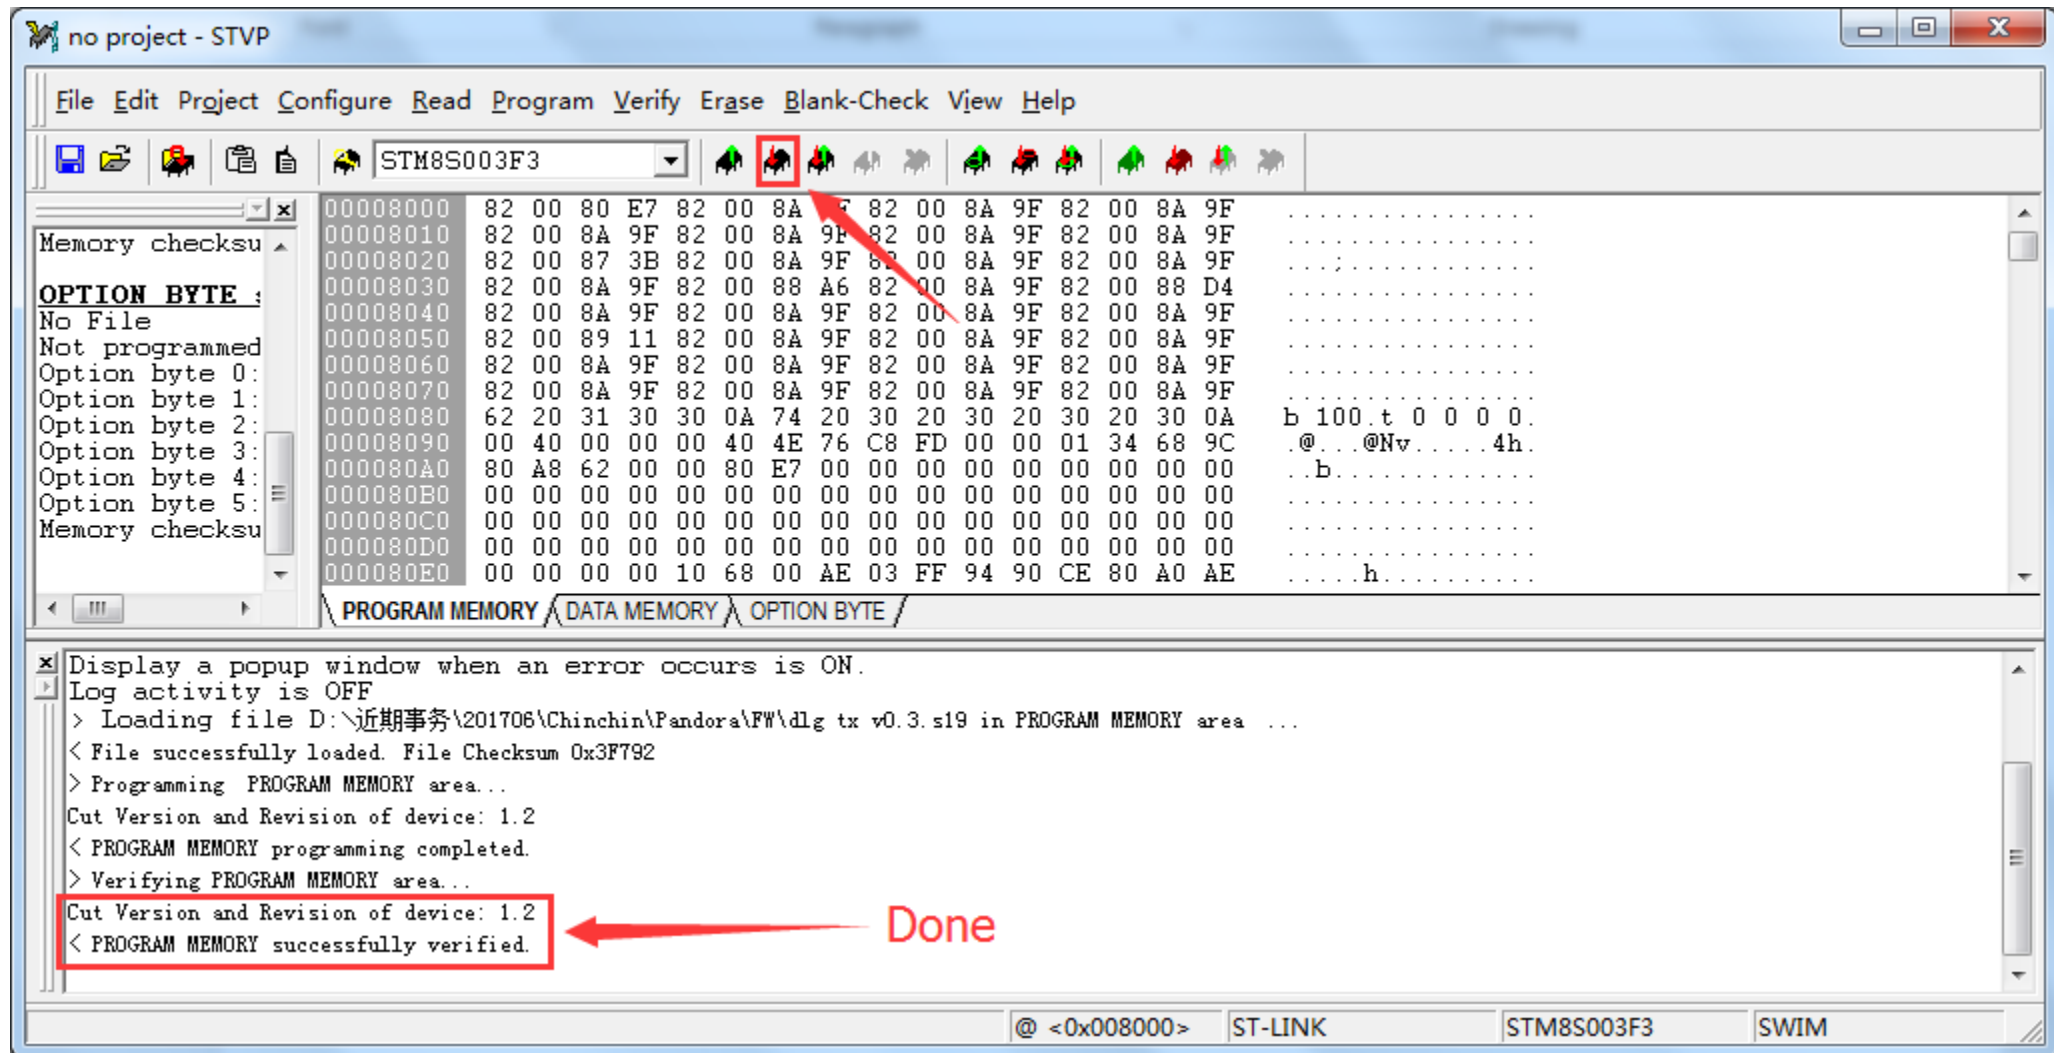 no project - STVP
File Edit Project Configure Read Program Verify Erase Blank-Check View Help
STM8S003F3
Memory checksu
OPTION BYTE
No File
Not programmed
Option byte 0:
Option byte 1:
Option byte 2:
Option byte 3:
Option byte 4:
Option byte 5:
Memory checksu
00008000 82 00 80 E7 82 00 8A 82 00 8A 9F 82 00 8A 9F ................
00008010 82 00 8A 9F 82 00 8A 9F 82 00 8A 9F 82 00 8A 9F ................
00008020 82 00 87 3B 82 00 8A 9F 82 00 8A 9F 82 00 8A 9F ...;............
00008030 82 00 8A 9F 82 00 88 A6 82 00 8A 9F 82 00 88 D4 ................
00008040 82 00 8A 9F 82 00 8A 9F 82 00 8A 9F 82 00 8A 9F ................
00008050 82 00 89 11 82 00 8A 9F 82 00 8A 9F 82 00 8A 9F ................
00008060 82 00 8A 9F 82 00 8A 9F 82 00 8A 9F 82 00 8A 9F ................
00008070 82 00 8A 9F 82 00 8A 9F 82 00 8A 9F 82 00 8A 9F ................
00008080 62 20 31 30 30 0A 74 20 30 20 30 20 30 20 30 0A b 100.t 0 0 0 0.
00008090 00 40 00 00 00 40 4E 76 C8 FD 00 00 01 34 68 9C .@...@Nv.....4h.
000080A0 80 A8 62 00 00 80 E7 00 00 00 00 00 00 00 00 00 ..b.............
000080B0 00 00 00 00 00 00 00 00 00 00 00 00 00 00 00 00 ................
000080C0 00 00 00 00 00 00 00 00 00 00 00 00 00 00 00 00 ................
000080D0 00 00 00 00 00 00 00 00 00 00 00 00 00 00 00 00 ................
000080E0 00 00 00 00 10 68 00 AE 03 FF 94 90 CE 80 A0 AE .....h..........
PROGRAM MEMORY DATA MEMORY OPTION BYTE
Display a popup window when an error occurs is ON.
Log activity is OFF
> Loading file D:\近期事务\201706\Chinchin\Pandora\FW\dlg tx v0.3.s19 in PROGRAM MEMORY area ...
< File successfully loaded. File Checksum 0x3F792
> Programming PROGRAM MEMORY area...
Cut Version and Revision of device: 1.2
< PROGRAM MEMORY programming completed.
> Verifying PROGRAM MEMORY area...
Cut Version and Revision of device: 1.2
< PROGRAM MEMORY successfully verified.
Done
@ <0x008000> ST-LINK STM8S003F3 SWIM